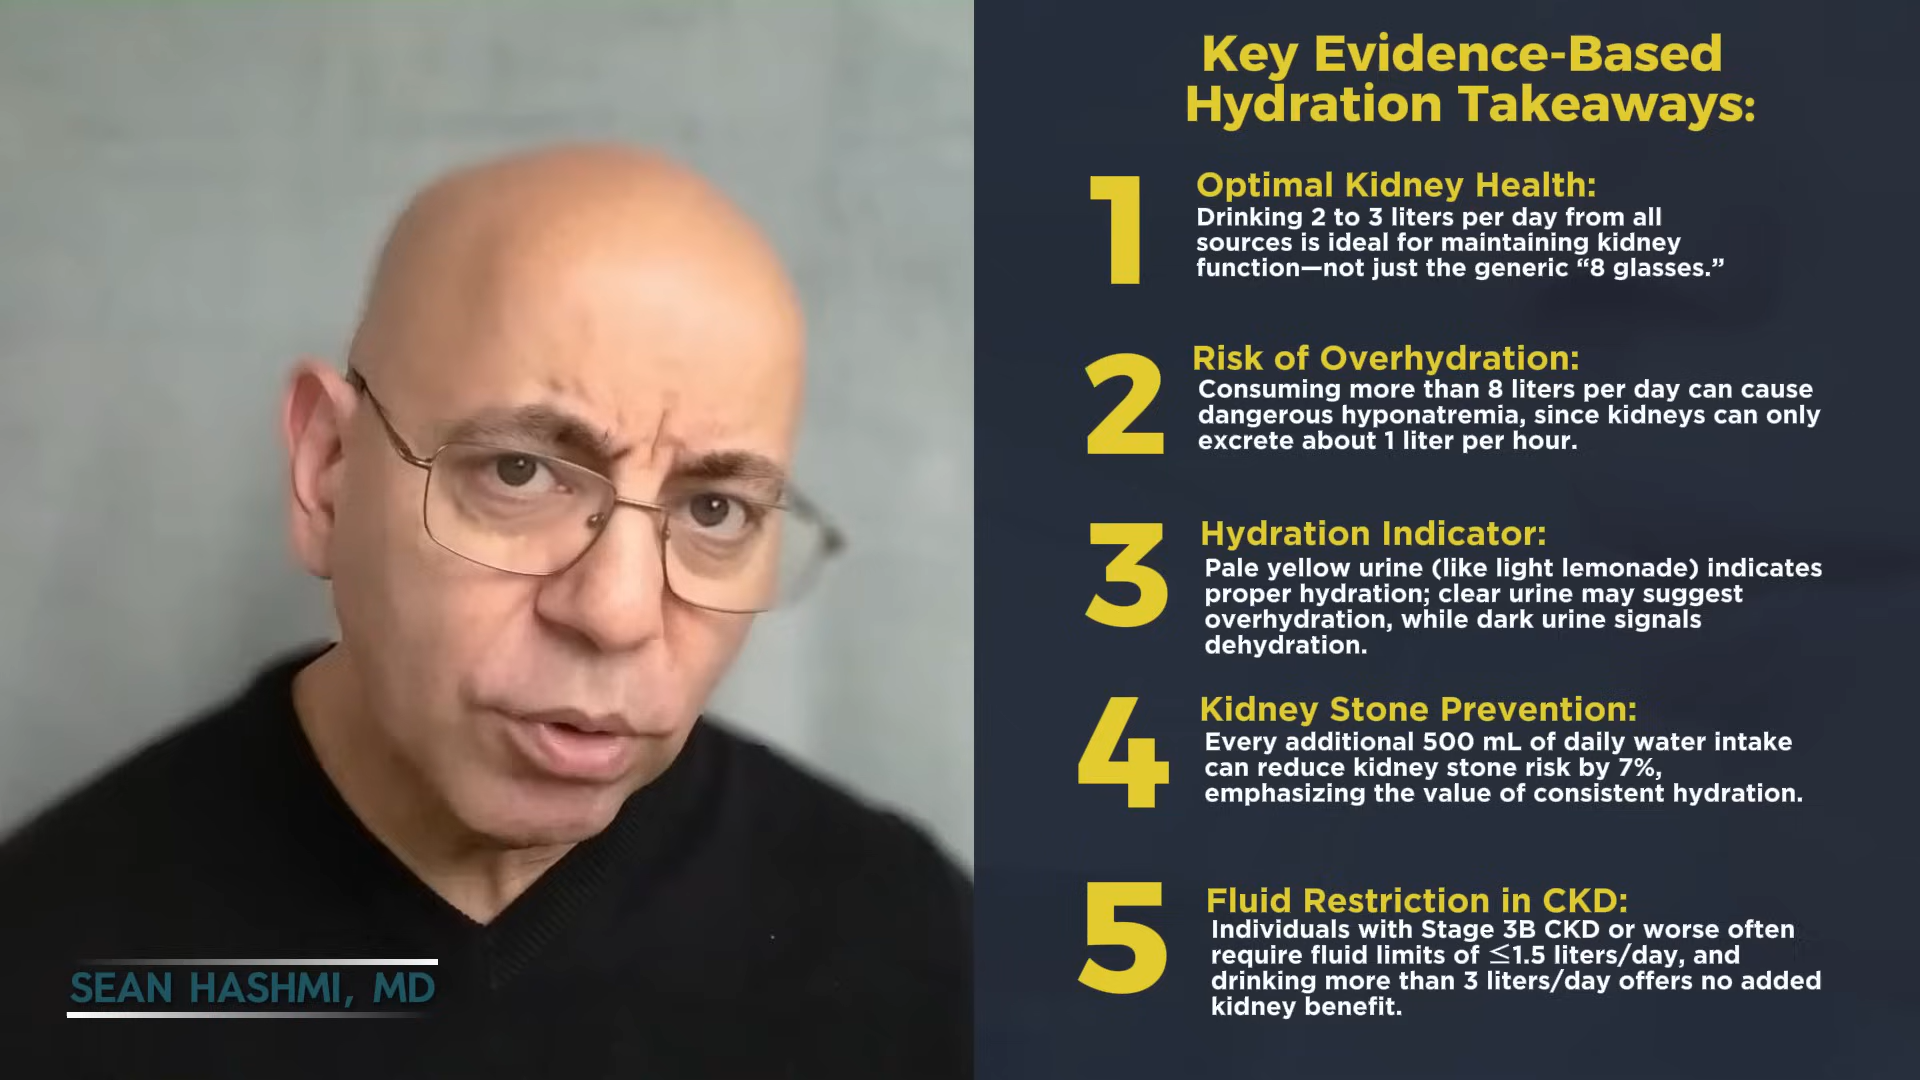 Key Evidence-Based
Hydration Takeaways:
1
Optimal Kidney Health:
Drinking 2 to 3 liters per day from all
sources is ideal for maintaining kidney
function—not just the generic “8 glasses.”
2
Risk of Overhydration:
Consuming more than 8 liters per day can cause
dangerous hyponatremia, since kidneys can only
excrete about 1 liter per hour.
3
Hydration Indicator:
Pale yellow urine (like light lemonade) indicates
proper hydration; clear urine may suggest
overhydration, while dark urine signals
dehydration.
4
Kidney Stone Prevention:
Every additional 500 mL of daily water intake
can reduce kidney stone risk by 7%,
emphasizing the value of consistent hydration.
5
Fluid Restriction in CKD:
Individuals with Stage 3B CKD or worse often
require fluid limits of ≤1.5 liters/day, and
drinking more than 3 liters/day offers no added
kidney benefit.
SEAN HASHMI, MD